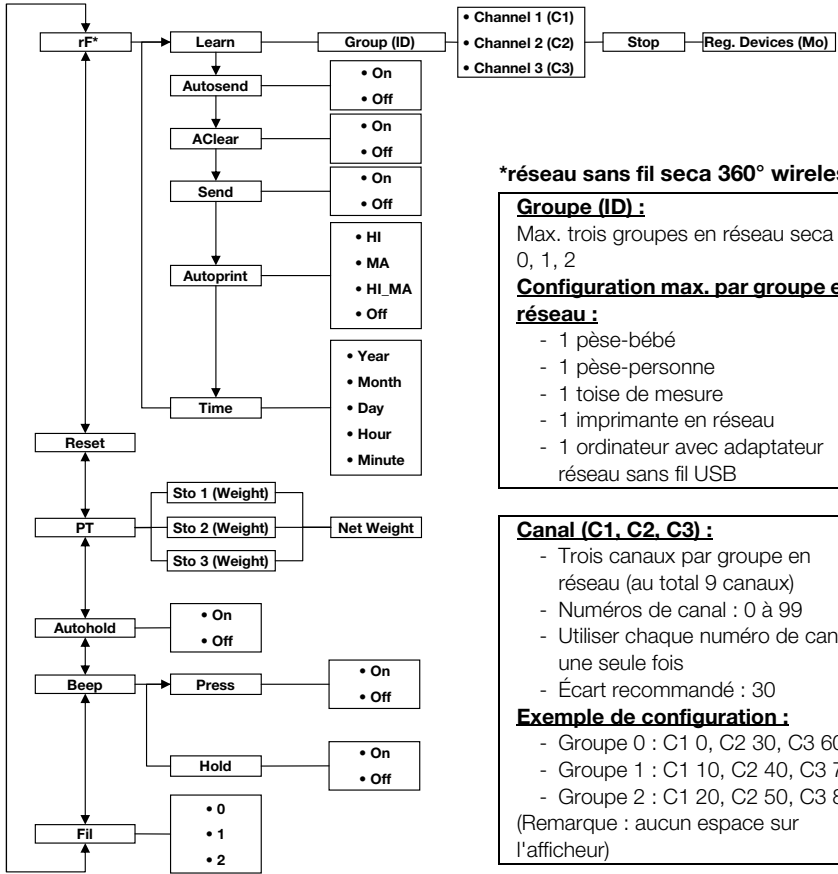 rF*
Learn
Group (ID)
• Channel 1 (C1)
• Channel 2 (C2)
• Channel 3 (C3)
Stop
Reg. Devices (Mo)
Autosend
• On
• Off
AClear
• On
• Off
Send
• On
• Off
Autoprint
• HI
• MA
• HI_MA
• Off
Time
• Year
• Month
• Day
• Hour
• Minute
Reset
PT
Sto 1 (Weight)
Sto 2 (Weight)
Sto 3 (Weight)
Net Weight
Autohold
• On
• Off
Beep
Press
• On
• Off
Hold
• On
• Off
Fil
• 0
• 1
• 2
*réseau sans fil seca 360° wireles
Groupe (ID) :
Max. trois groupes en réseau seca
0, 1, 2
Configuration max. par groupe e
réseau :
- 1 pèse-bébé
- 1 pèse-personne
- 1 toise de mesure
- 1 imprimante en réseau
- 1 ordinateur avec adaptateur
réseau sans fil USB
Canal (C1, C2, C3) :
- Trois canaux par groupe en
réseau (au total 9 canaux)
- Numéros de canal : 0 à 99
- Utiliser chaque numéro de can
une seule fois
- Écart recommandé : 30
Exemple de configuration :
- Groupe 0 : C1 0, C2 30, C3 60
- Groupe 1 : C1 10, C2 40, C3 7
- Groupe 2 : C1 20, C2 50, C3 8
(Remarque : aucun espace sur
l'afficheur)